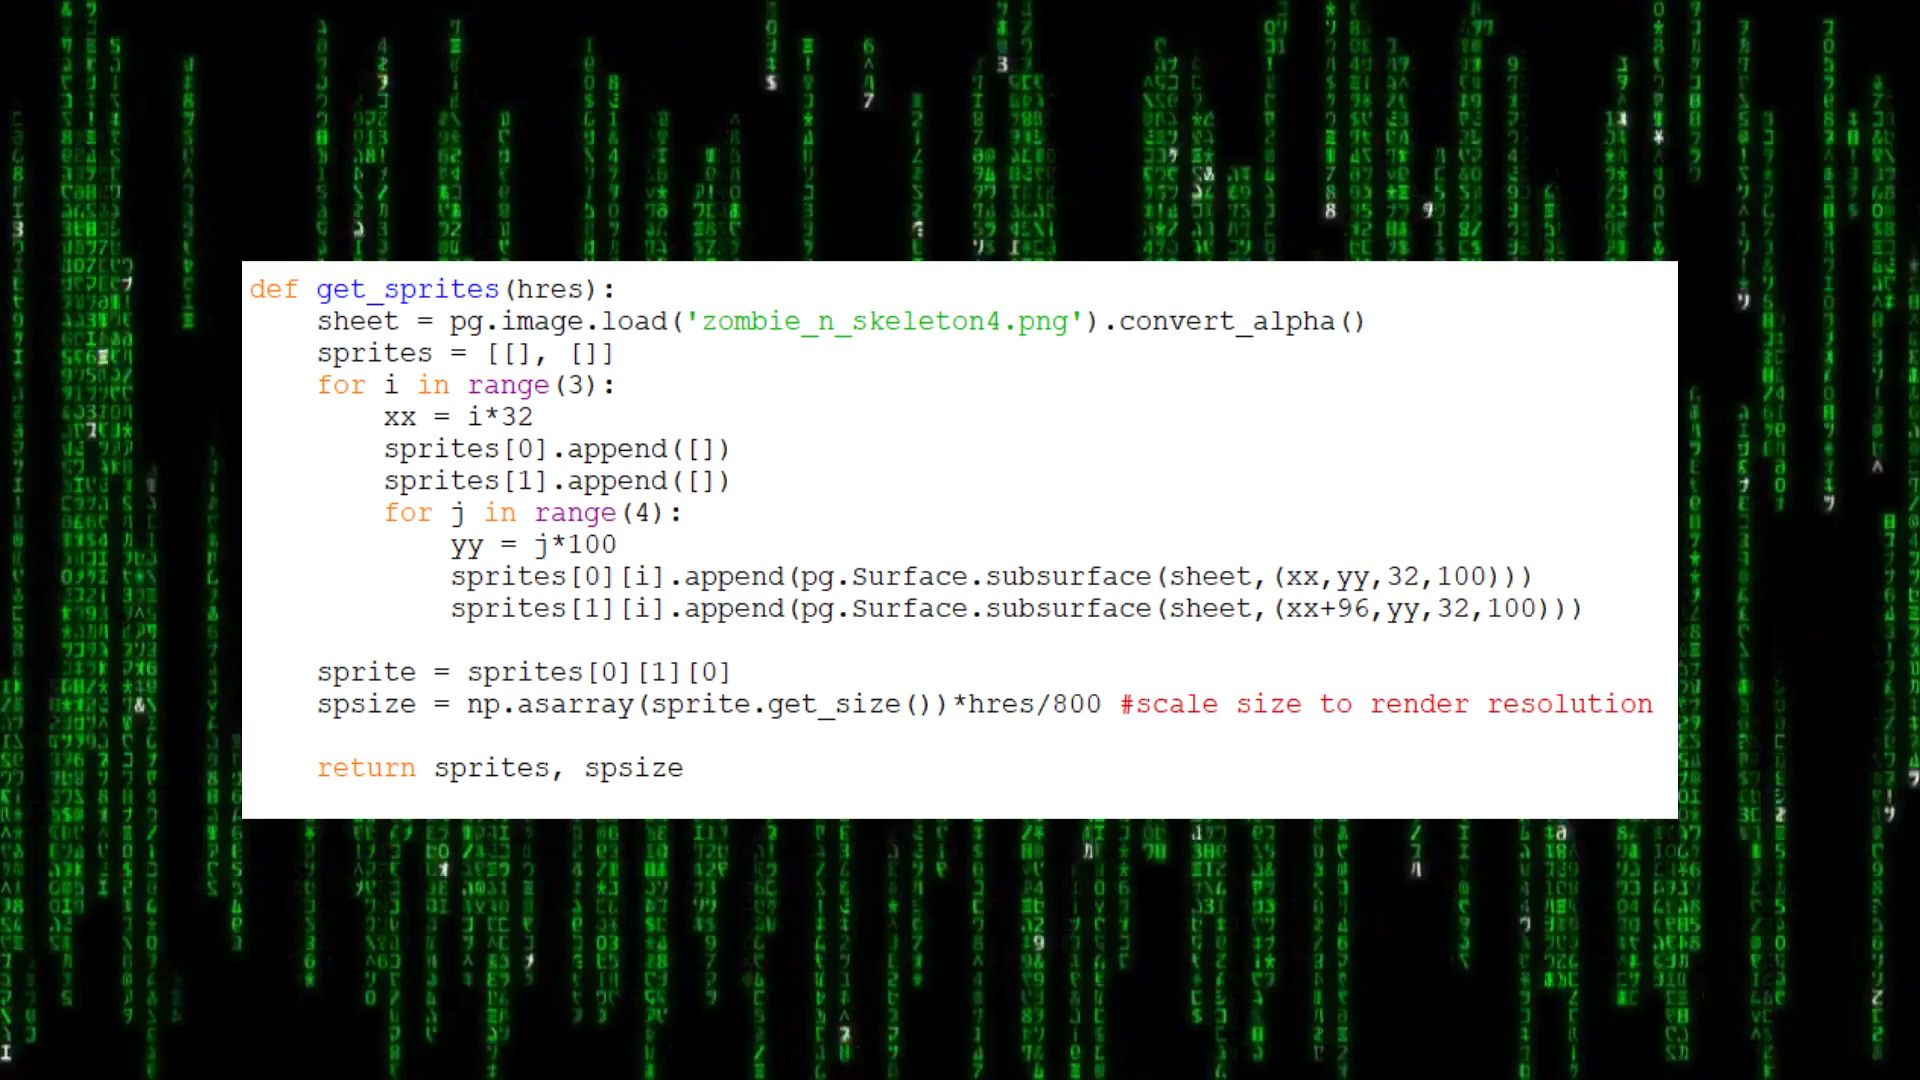 def get_sprites(hres):
    sheet = pg.image.load('zombie_n_skeleton4.png').convert_alpha()
    sprites = [[], []]
    for i in range(3):
        xx = i*32
        sprites[0].append([])
        sprites[1].append([])
        for j in range(4):
            yy = j*100
            sprites[0][i].append(pg.Surface.subsurface(sheet,(xx,yy,32,100)))
            sprites[1][i].append(pg.Surface.subsurface(sheet,(xx+96,yy,32,100)))
    sprite = sprites[0][1][0]
    spsize = np.asarray(sprite.get_size())*hres/800 #scale size to render resolution
    return sprites, spsize